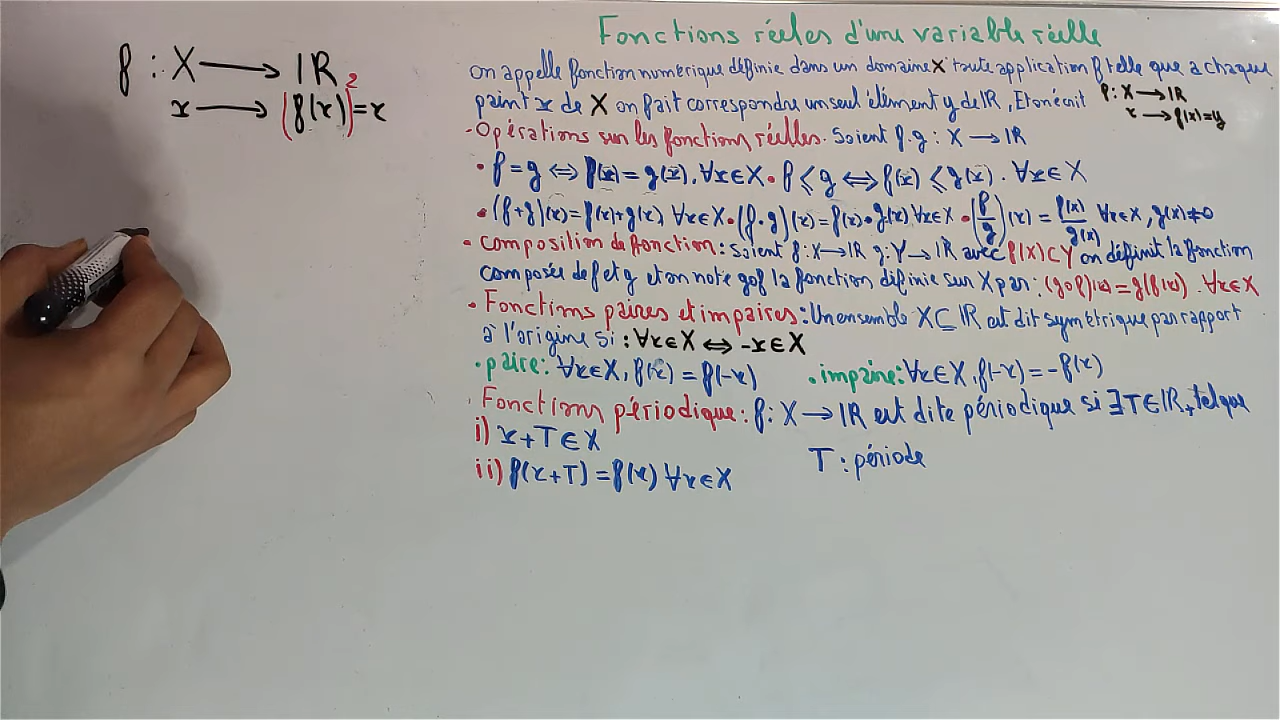 f : X → IR
x → (f(x))² = x
Fonctions réeles d'une variable réelle
on appelle fonction numérique définie dans un domaine X toute application f telle que a chaque
point x de X on fait correspondre un seul élément y de IR, Et on écrit f : X → IR
x → f(x)=y
- Opérations sur les fonctions réelles. Soient f.g : X → IR
• f = g ⇔ f(x) = g(x), ∀x∈X • f ⩽ g ⇔ f(x) ⩽ g(x). ∀x∈X
• (f+g)(x)=f(x)+g(x), ∀x∈X • (f·g)(x)=f(x)•g(x) ∀x∈X • (f/g)(x) = f(x)/g(x) ∀x∈X, g(x)≠0
• composition de fonction : soient f:X→IR g:Y→IR avec f(X)⊂Y on définit la fonction
composée de f et g et on note gof la fonction définie sur X par : (gof)(x)=g(f(x)). ∀x∈X
• Fonctions paires et impaires : Un ensemble X⊆IR est dit symétrique par rapport
à l'origine si : ∀x∈X ⇔ -x∈X
• paire : ∀x∈X, f(x) = f(-x) • impaire : ∀x∈X, f(-x) = -f(x)
. Fonctions périodique : f : X → IR est dite périodique si ∃T∈IR₊ tel que
i) x+T∈X
T : période
ii) f(x+T) = f(x) ∀x∈X